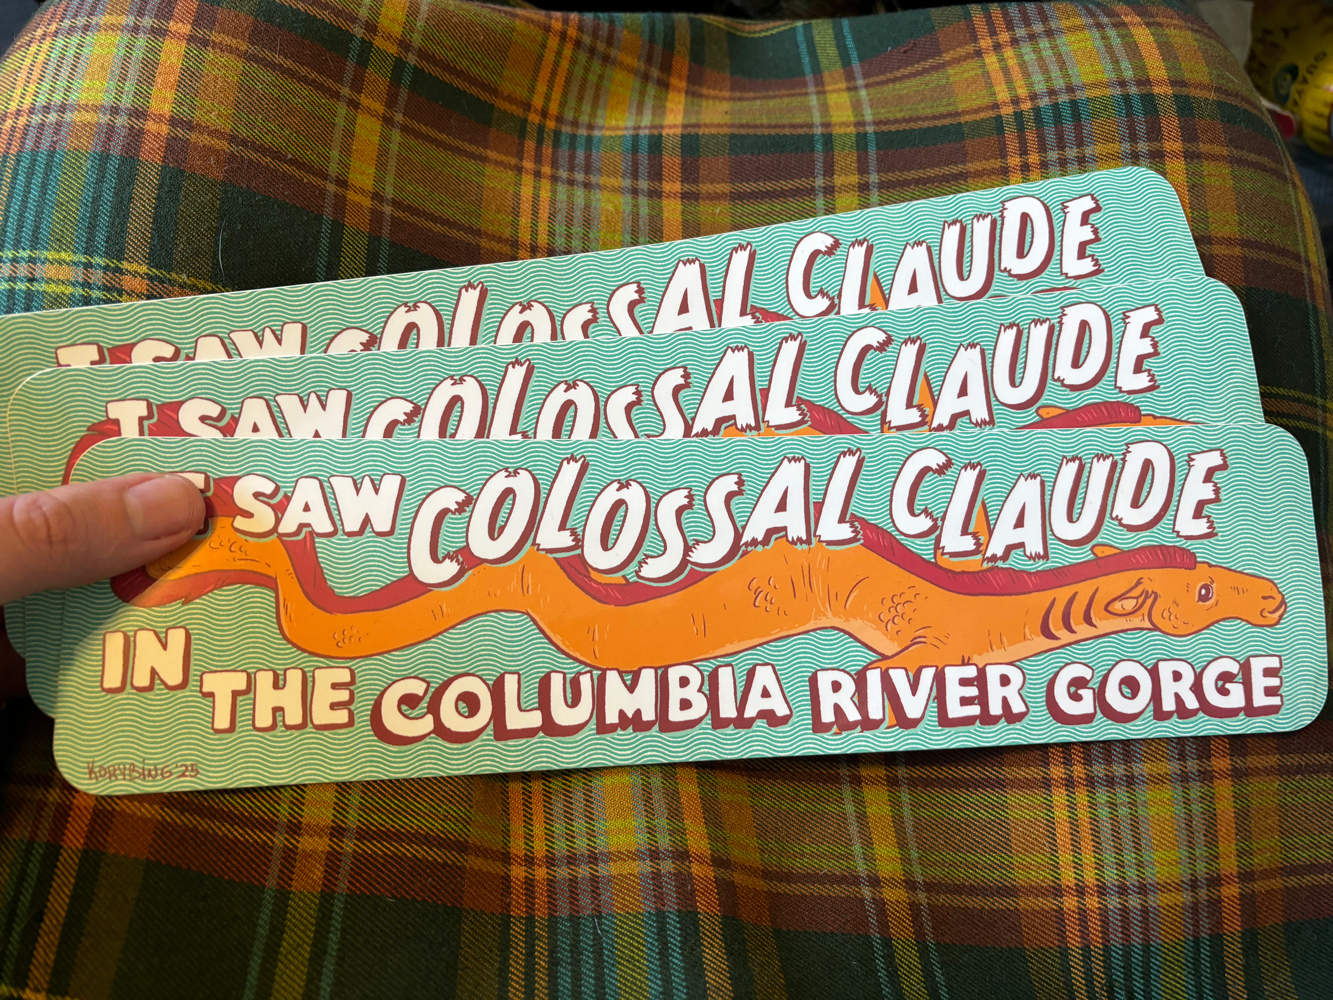 I SAW COLOSSAL CLAUDE
I SAW COLOSSAL CLAUDE
I SAW COLOSSAL CLAUDE
IN THE COLUMBIA RIVER GORGE
KORYBING '25